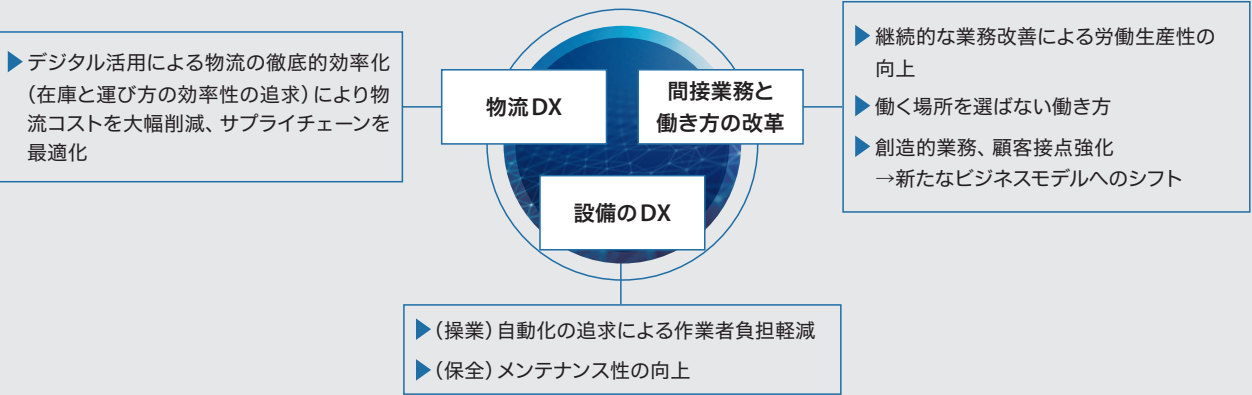 ▶デジタル活用による物流の徹底的効率化
(在庫と運び方の効率性の追求)により物
流コストを大幅削減、サプライチェーンを
最適化
物流DX
間接業務と
働き方の改革
▶継続的な業務改善による労働生産性の
向上
▶働く場所を選ばない働き方
▶創造的業務、顧客接点強化
→新たなビジネスモデルへのシフト
設備のDX
▶(操業)自動化の追求による作業者負担軽減
▶(保全)メンテナンス性の向上